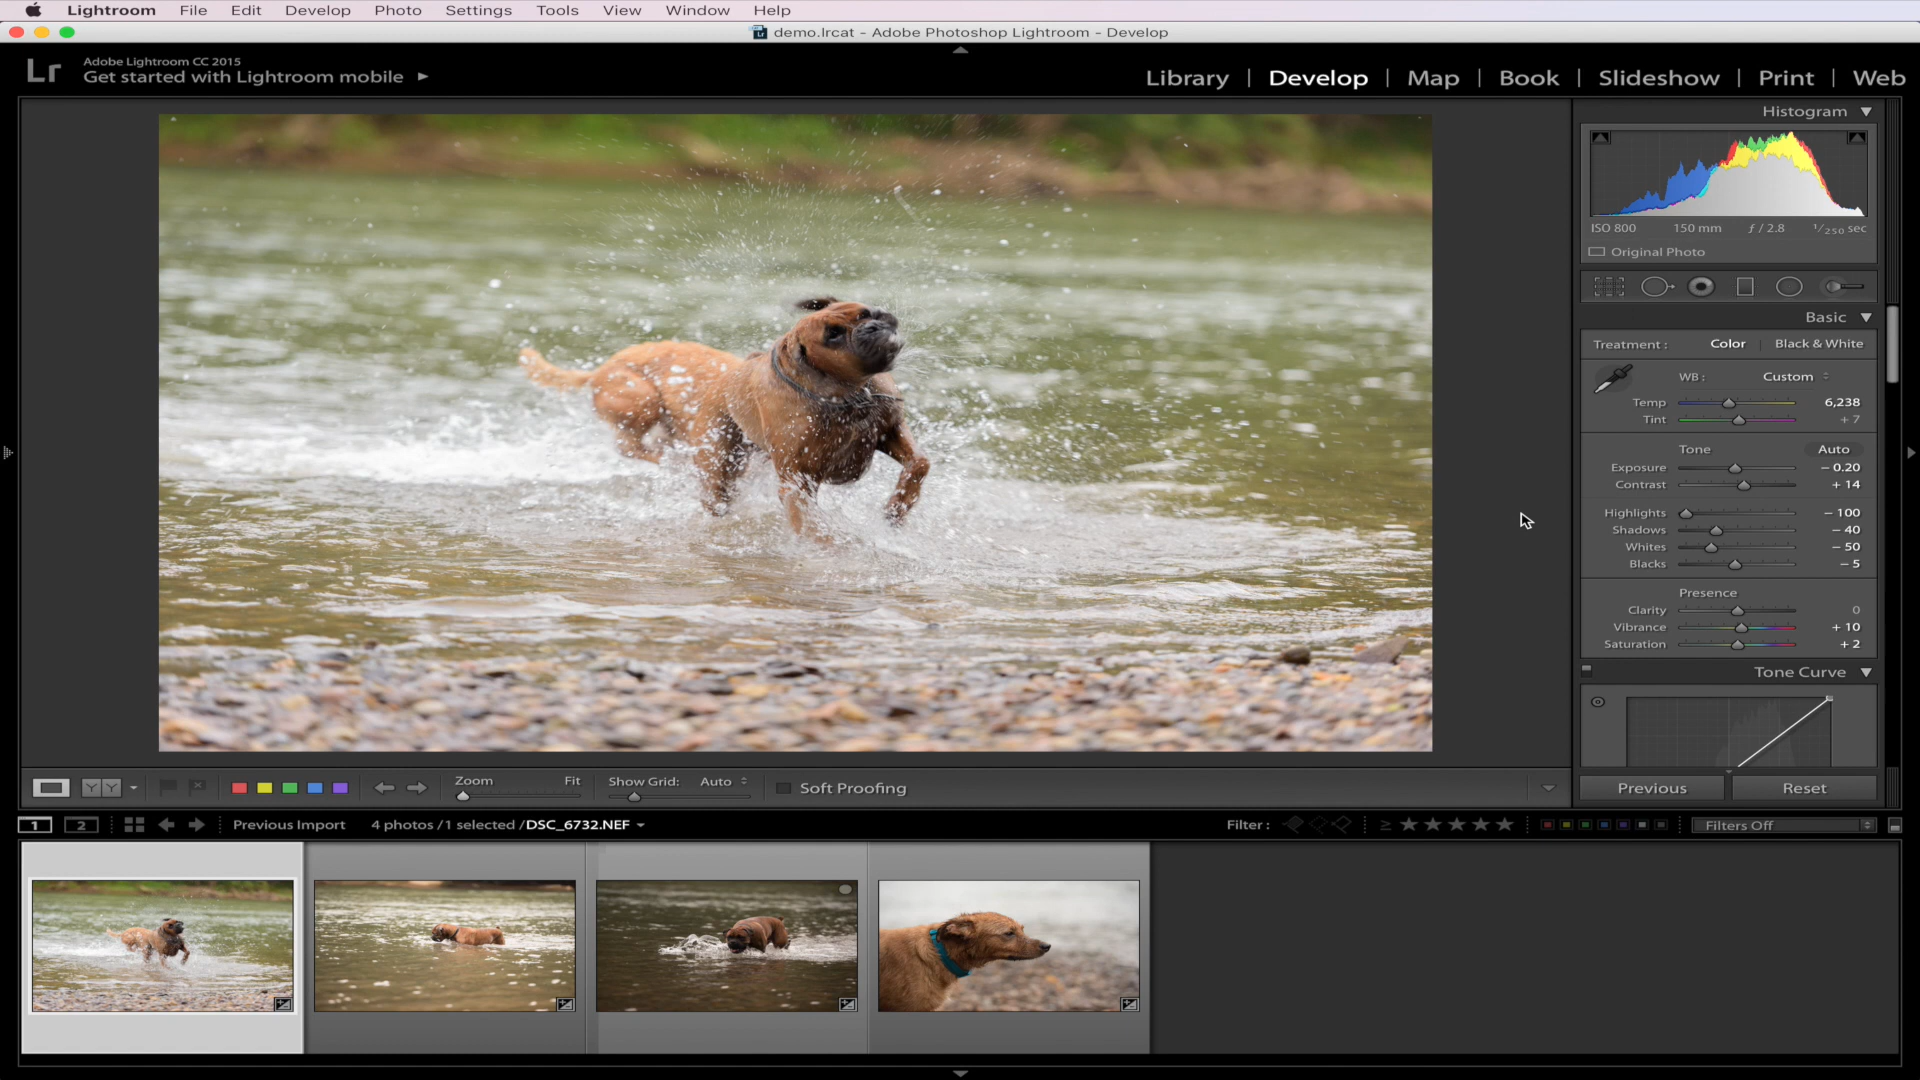 Lightroom File Edit Develop Photo Settings Tools View Window Help
demo.lrcat - Adobe Photoshop Lightroom - Develop
Lr
Adobe Lightroom CC 2015
Get started with Lightroom mobile
Library | Develop | Map | Book | Slideshow | Print | Web
Histogram
ISO 800 150 mm ƒ / 2.8 1/250 sec
Original Photo
Basic
Treatment : Color Black & White
WB : Custom
Temp 6,238
Tint + 7
Tone Auto
Exposure − 0.20
Contrast + 14
Highlights − 100
Shadows − 40
Whites − 50
Blacks − 5
Presence
Clarity 0
Vibrance + 10
Saturation + 2
Tone Curve
Previous Reset
Y Y Zoom Fit Show Grid: Auto Soft Proofing
1 2 Previous Import 4 photos / 1 selected / DSC_6732.NEF Filter : ≥ Filters Off